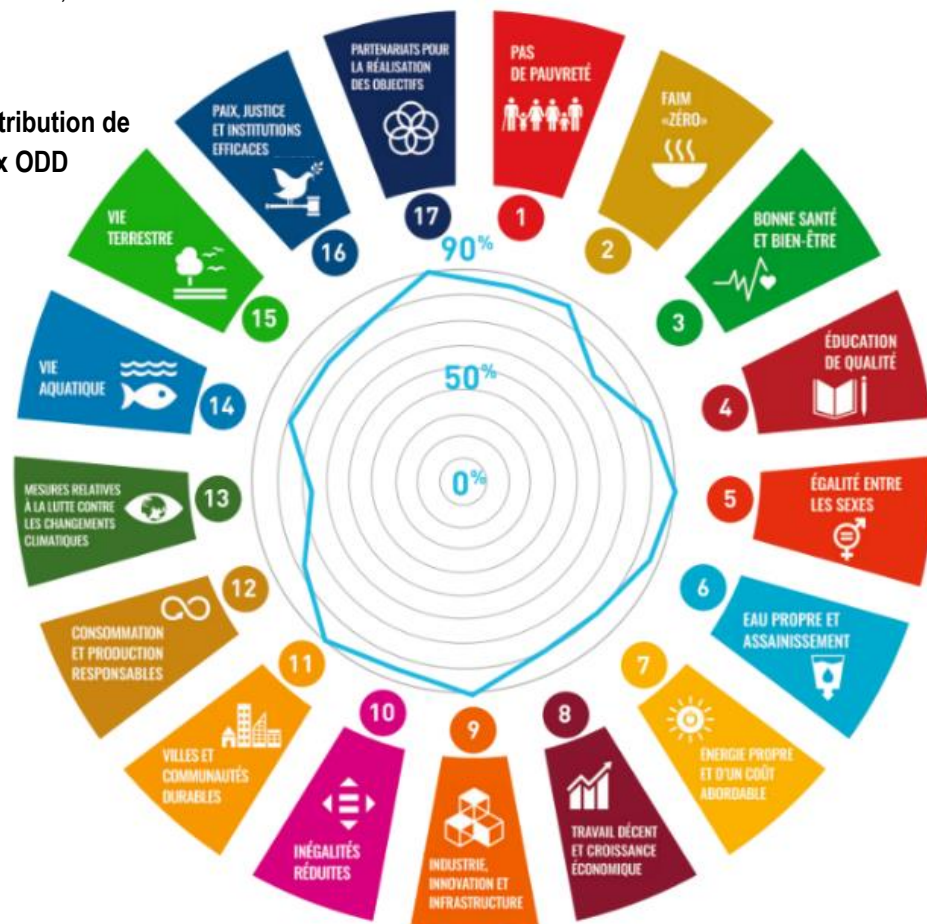 tribution de
x ODD
PAS
DE PAUVRETÉ
1
FAIM
«ZÉRO»
2
BONNE SANTÉ
ET BIEN-ÊTRE
3
ÉDUCATION
DE QUALITÉ
4
ÉGALITÉ ENTRE
LES SEXES
5
EAU PROPRE ET
ASSAINISSEMENT
6
ENERGIE PROPRE
ET D'UN COÛT
ABORDABLE
7
TRAVAIL DÉCENT
ET CROISSANCE
ÉCONOMIQUE
8
INDUSTRIE,
INNOVATION ET
INFRASTRUCTURE
9
INÉGALITÉS
RÉDUITES
10
VILLES ET
COMMUNAUTÉS
DURABLES
11
CONSOMMATION
ET PRODUCTION
RESPONSABLES
12
MESURES RELATIVES
À LA LUTTE CONTRE
LES CHANGEMENTS
CLIMATIQUES
13
VIE
AQUATIQUE
14
VIE
TERRESTRE
15
PAIX, JUSTICE
ET INSTITUTIONS
EFFICACES
16
PARTENARIATS POUR
LA RÉALISATION
DES OBJECTIFS
17
90%
50%
0%